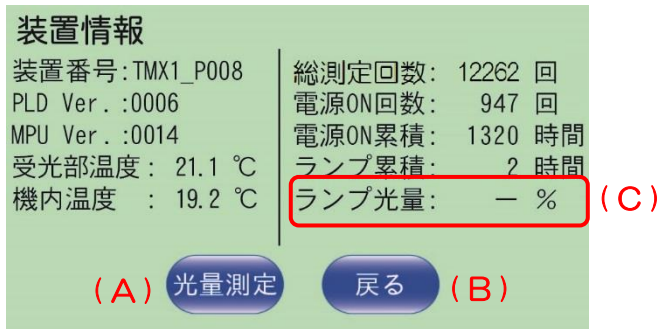 装置情報
装置番号:TMX1_P008
PLD Ver.:0006
MPU Ver.:0014
受光部温度: 21.1 ℃
機内温度 : 19.2 ℃
総測定回数: 12262 回
電源ON回数: 947 回
電源ON累積: 1320 時間
ランプ累積: 2 時間
ランプ光量: － %
(C)
(A)
光量測定
戻る
(B)